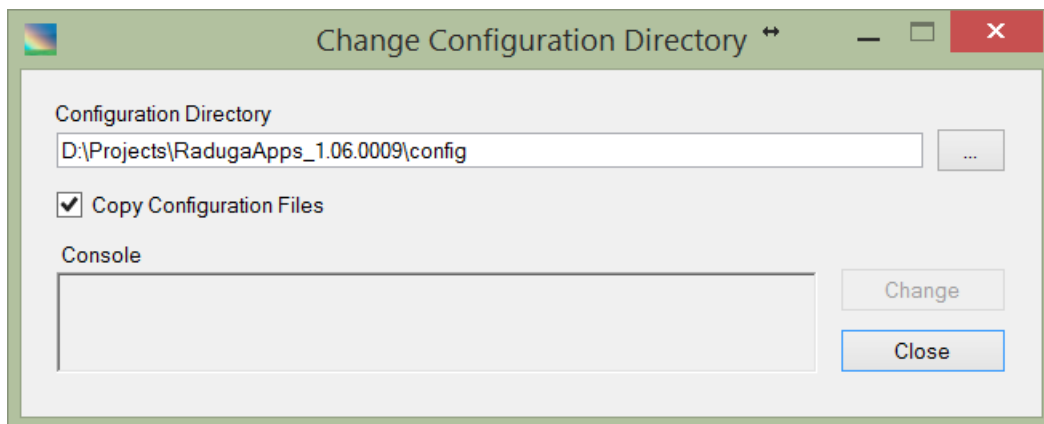 Change Configuration Directory
Configuration Directory
D:\Projects\RadugaApps_1.06.0009\config
...
Copy Configuration Files
Console
Change
Close